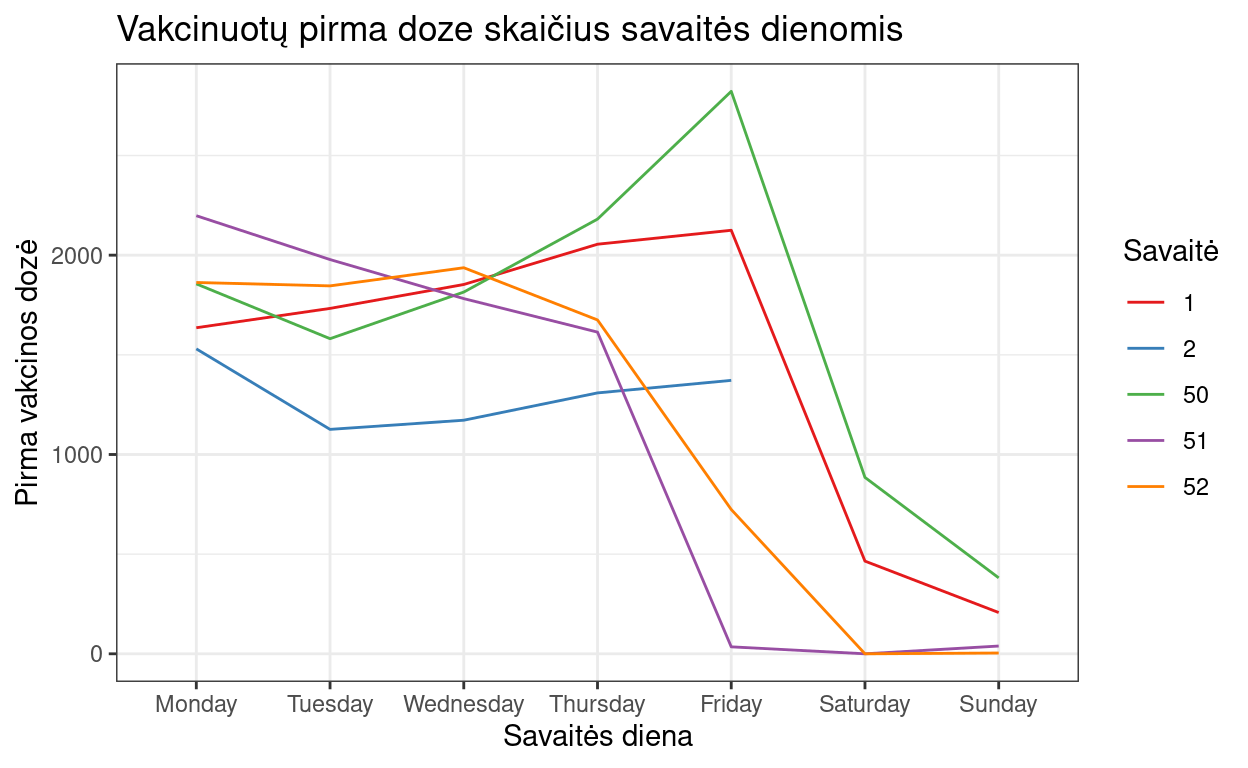 Vakcinuotų pirma doze skaičius savaitės dienomis
Pirma vakcinos dozė
2000
1000
0
Monday Tuesday Wednesday Thursday Friday Saturday Sunday
Savaitės diena
Savaitė
1
2
50
51
52